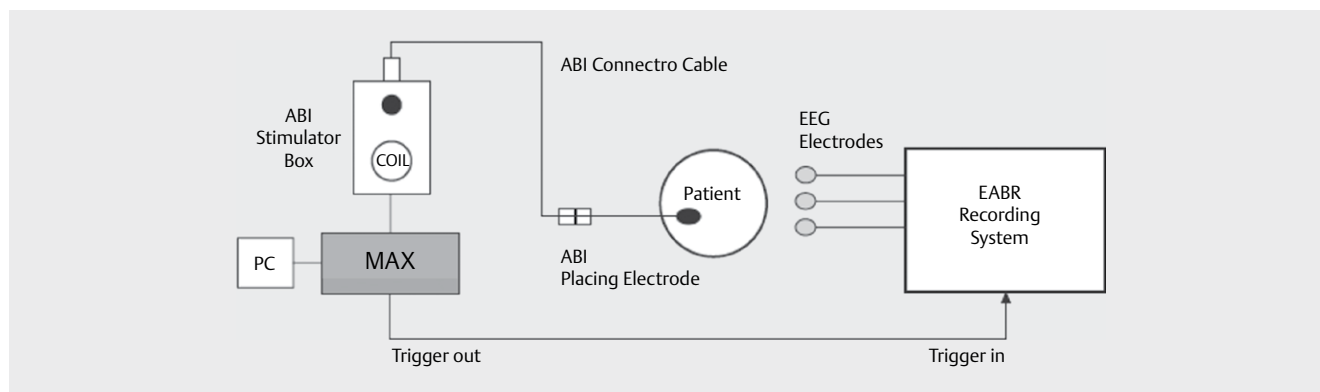 ABI Connectro Cable
ABI
Stimulator
Box
COIL
EEG
Electrodes
Patient
EABR
Recording
System
PC
MAX
ABI
Placing Electrode
Trigger out
Trigger in